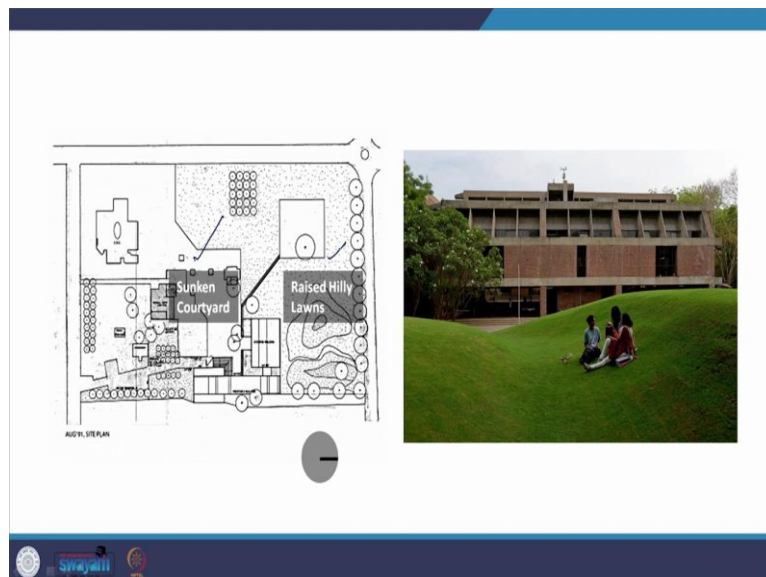 Sunken
Courtyard
Raised Hilly
Lawns
AUG'91, SITE PLAN
swayam